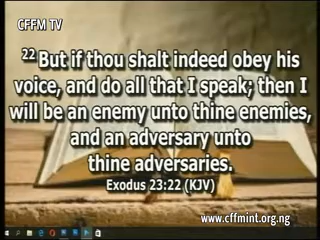 CFFM TV
22 But if thou shalt indeed obey his
voice, and do all that I speak; then I
will be an enemy unto thine enemies,
and an adversary unto
thine adversaries.
Exodus 23:22 (KJV)
www.cffmint.org.ng